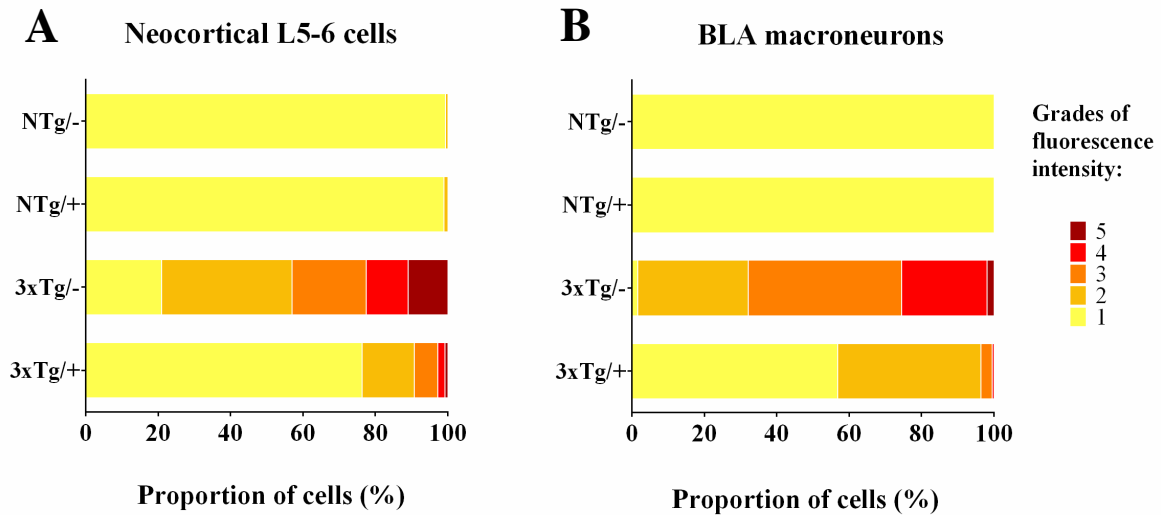 A
Neocortical L5-6 cells
NTg/-
NTg/+
3xTg/-
3xTg/+
0 20 40 60 80 100
Proportion of cells (%)
B
BLA macroneurons
NTg/-
NTg/+
3xTg/-
3xTg/+
0 20 40 60 80 100
Proportion of cells (%)
Grades of
fluorescence
intensity:
5
4
3
2
1